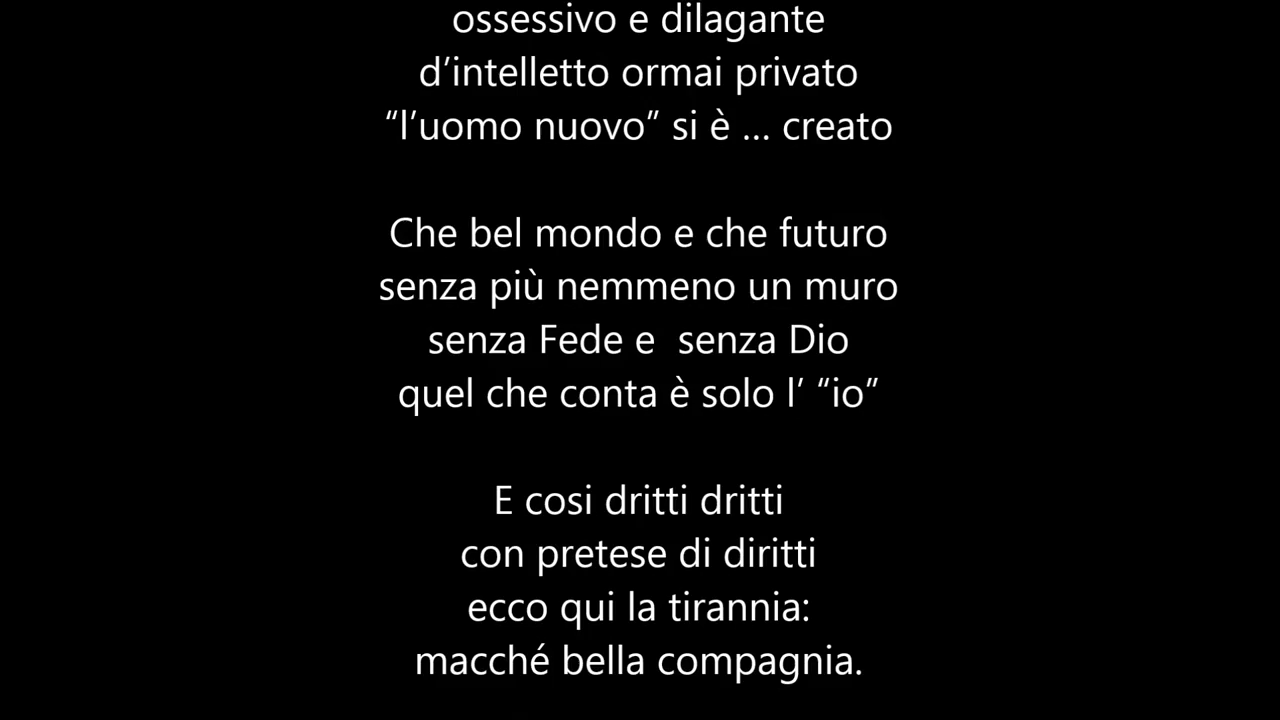 ossessivo e dilagante
d’intelletto ormai privato
“l’uomo nuovo” si è ... creato
Che bel mondo e che futuro
senza più nemmeno un muro
senza Fede e  senza Dio
quel che conta è solo l’ “io”
E cosi dritti dritti
con pretese di diritti
ecco qui la tirannia:
macché bella compagnia.